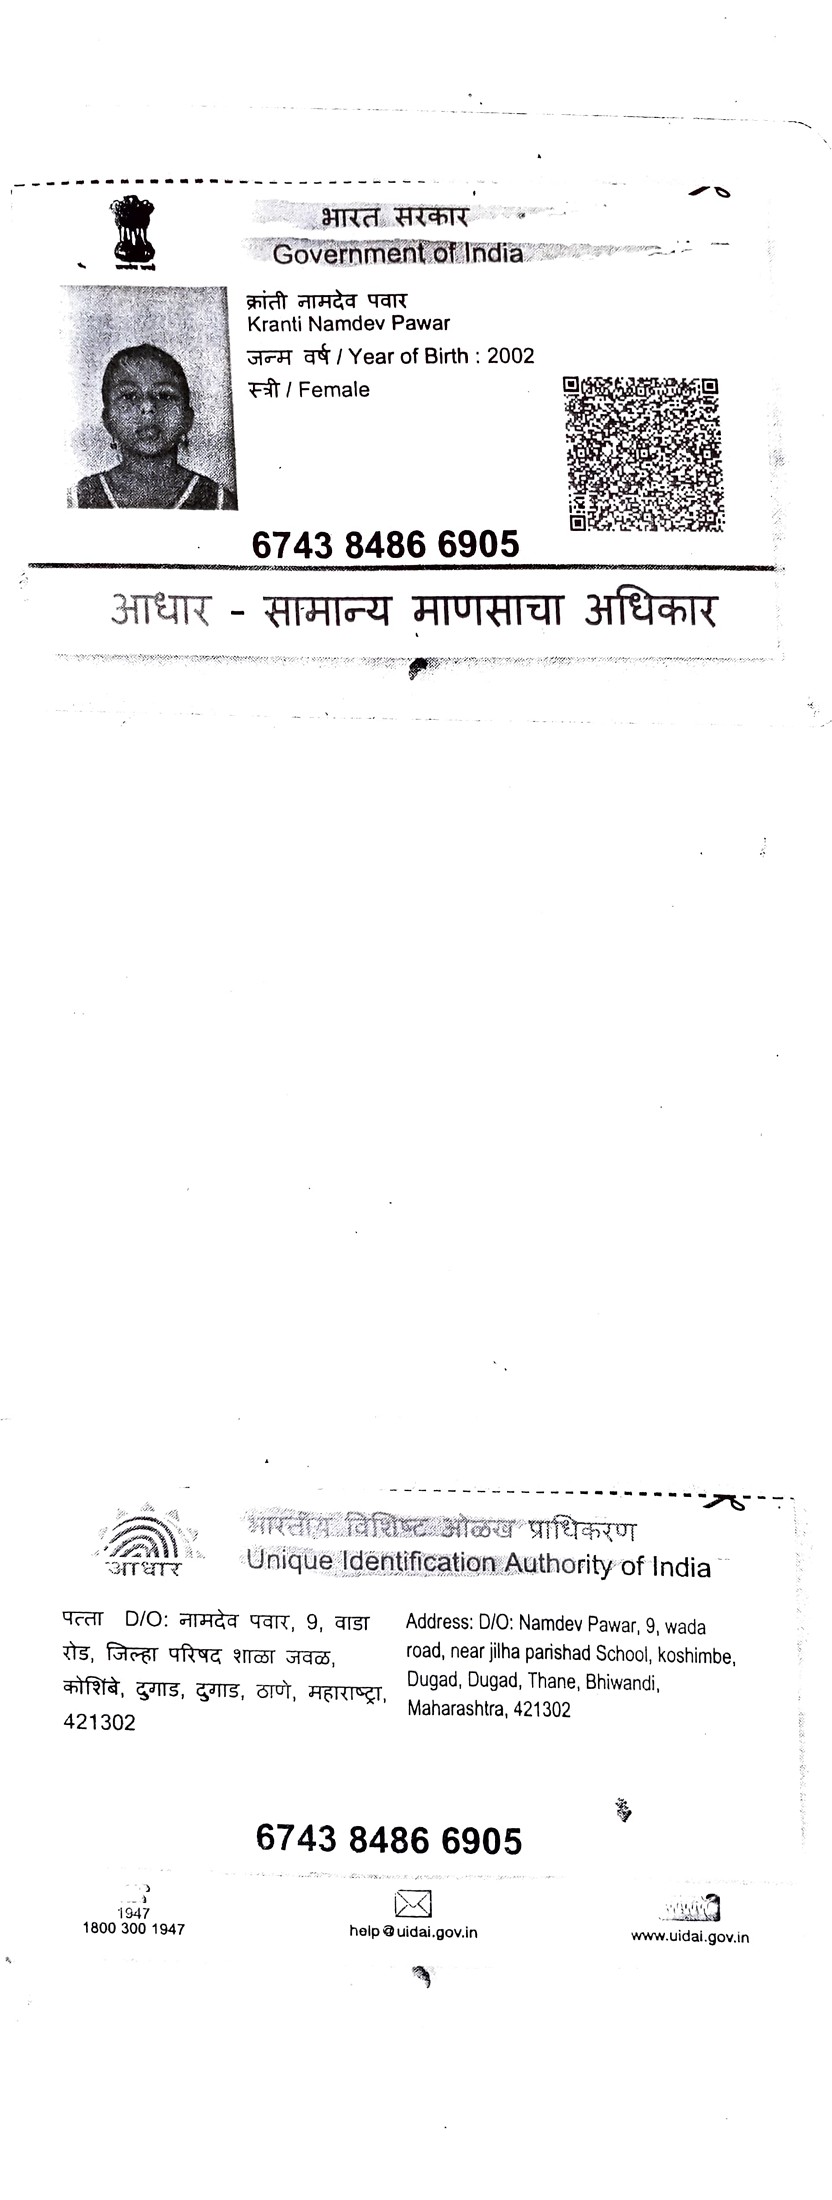 भारत सरकार
Government of India
क्रांती नामदेव पवार
Kranti Namdev Pawar
जन्म वर्ष / Year of Birth : 2002
स्त्री / Female
6743 8486 6905
आधार - सामान्य माणसाचा अधिकार
भारतीय विशिष्ट ओळख प्राधिकरण
Unique Identification Authority of India
आधार
पत्ता D/O: नामदेव पवार, 9, वाडा
रोड, जिल्हा परिषद शाळा जवळ,
कोशिंबे, दुगाड, दुगाड, ठाणे, महाराष्ट्रा,
421302
Address: D/O: Namdev Pawar, 9, wada
road, near jilha parishad School, koshimbe,
Dugad, Dugad, Thane, Bhiwandi,
Maharashtra, 421302
6743 8486 6905
1947
1800 300 1947
help@uidai.gov.in
www.uidai.gov.in